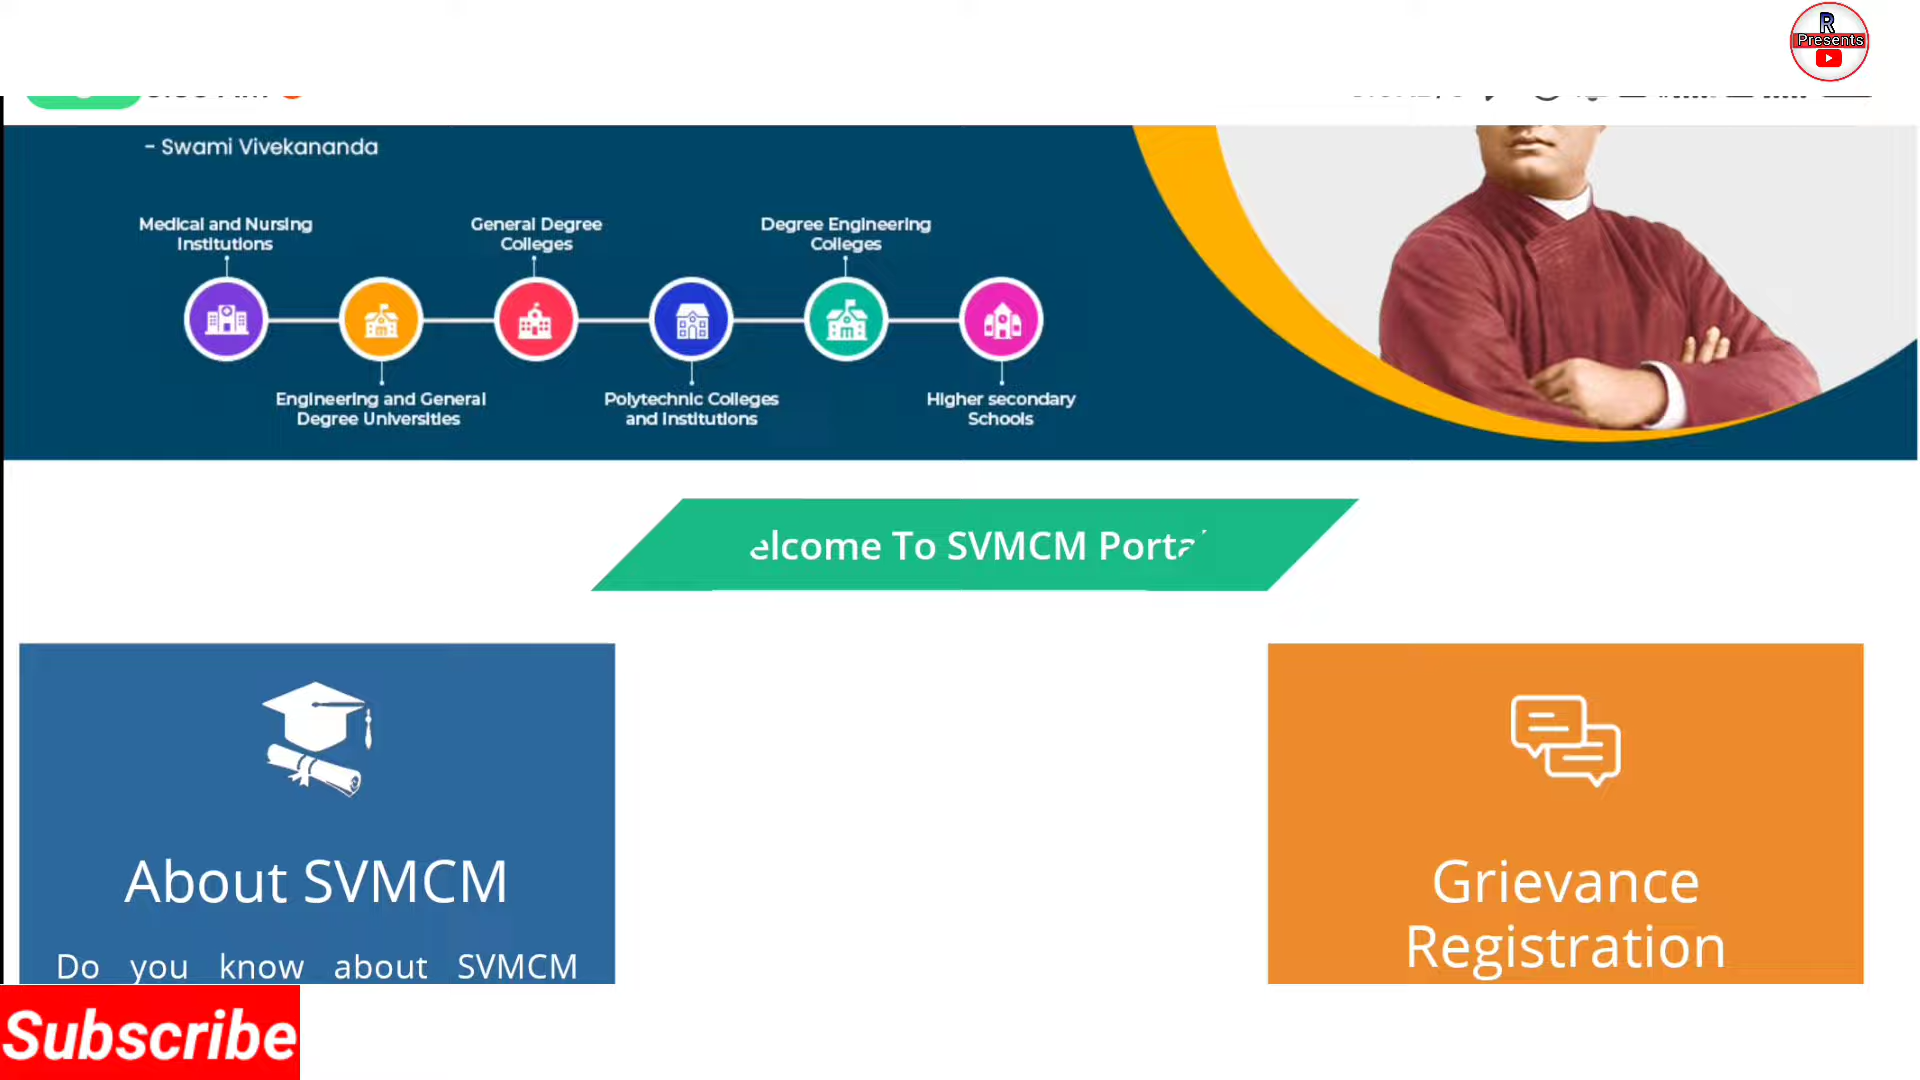 R
Presents
- Swami Vivekananda
Medical and Nursing
Institutions
General Degree
Colleges
Degree Engineering
Colleges
Engineering and General
Degree Universities
Polytechnic Colleges
and Institutions
Higher secondary
Schools
elcome To SVMCM Porta
About SVMCM
Do you know about SVMCM
Grievance
Registration
Subscribe